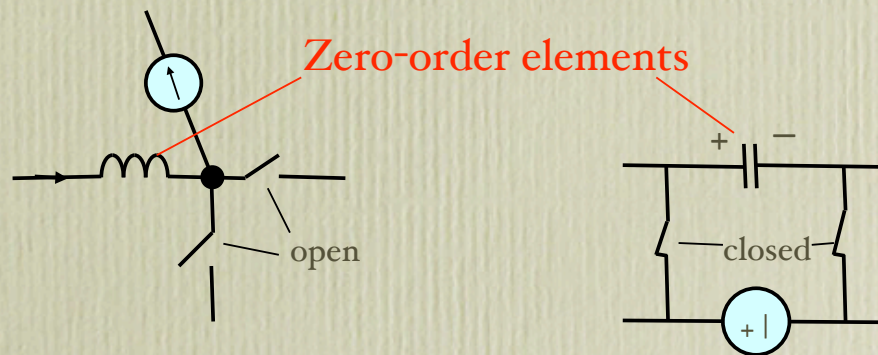 Zero-order elements
+ –
open
closed
+ |